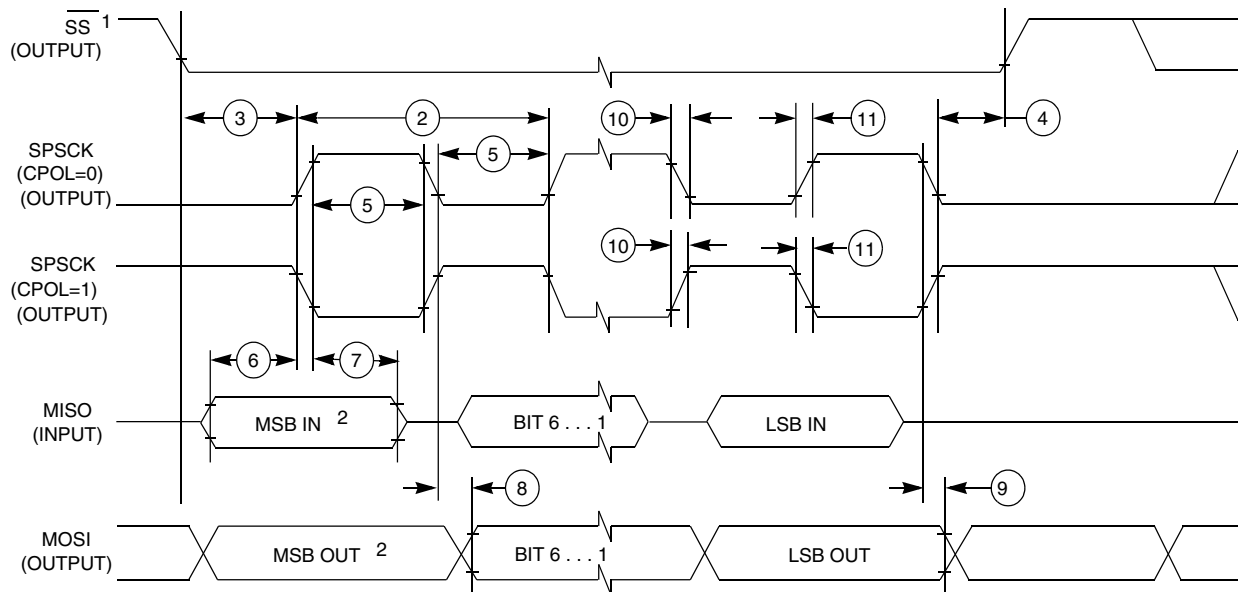 SS 1
(OUTPUT)
3
2
10
11
4
SPSCK
(CPOL=0)
(OUTPUT)
5
5
10
11
SPSCK
(CPOL=1)
(OUTPUT)
6
7
MISO
(INPUT)
MSB IN 2
BIT 6 . . . 1
LSB IN
8
9
MOSI
(OUTPUT)
MSB OUT 2
BIT 6 . . . 1
LSB OUT